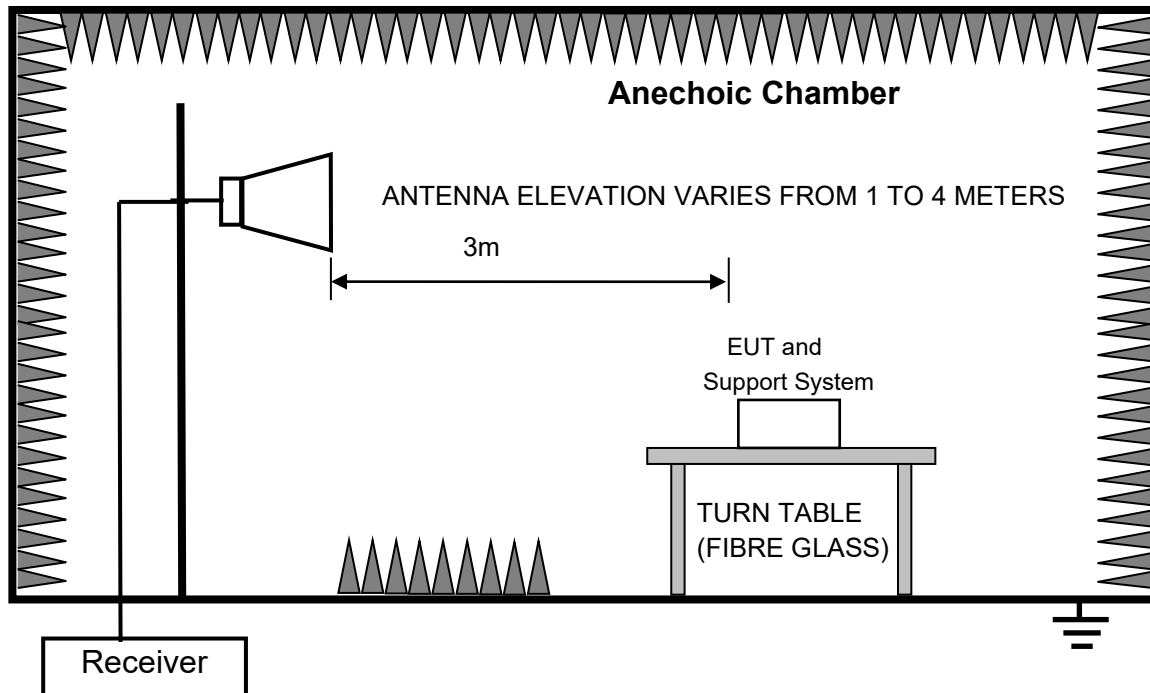 Anechoic Chamber
ANTENNA ELEVATION VARIES FROM 1 TO 4 METERS
3m
EUT and
Support System
TURN TABLE
(FIBRE GLASS)
Receiver